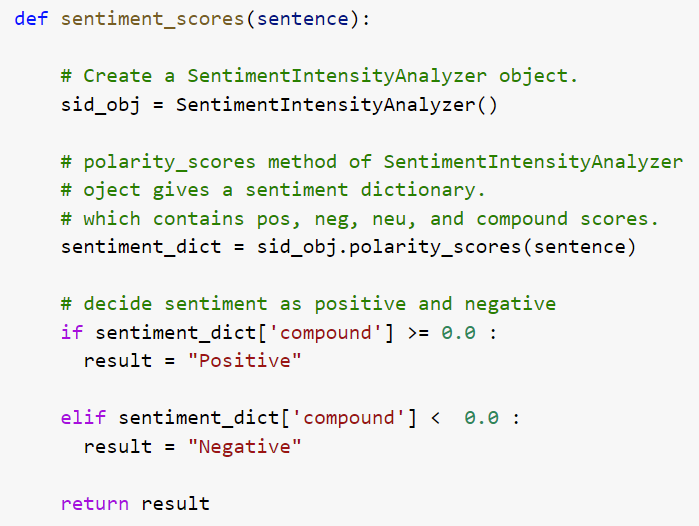 def sentiment_scores(sentence):
# Create a SentimentIntensityAnalyzer object.
sid_obj = SentimentIntensityAnalyzer()
# polarity_scores method of SentimentIntensityAnalyzer
# oject gives a sentiment dictionary.
# which contains pos, neg, neu, and compound scores.
sentiment_dict = sid_obj.polarity_scores(sentence)
# decide sentiment as positive and negative
if sentiment_dict['compound'] >= 0.0 :
result = "Positive"
elif sentiment_dict['compound'] <  0.0 :
result = "Negative"
return result